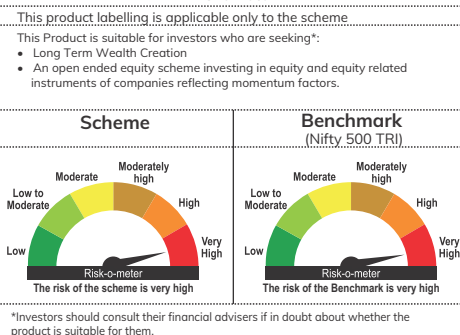 This product labelling is applicable only to the scheme
This Product is suitable for investors who are seeking*:
• Long Term Wealth Creation
• An open ended equity scheme investing in equity and equity related
instruments of companies reflecting momentum factors.
Scheme
Low
Low to
Moderate
Moderate
Moderately
high
High
Very
High
Risk-o-meter
The risk of the scheme is very high
Benchmark
(Nifty 500 TRI)
Low
Low to
Moderate
Moderate
Moderately
high
High
Very
High
Risk-o-meter
The risk of the Benchmark is very high
*Investors should consult their financial advisers if in doubt about whether the
product is suitable for them.